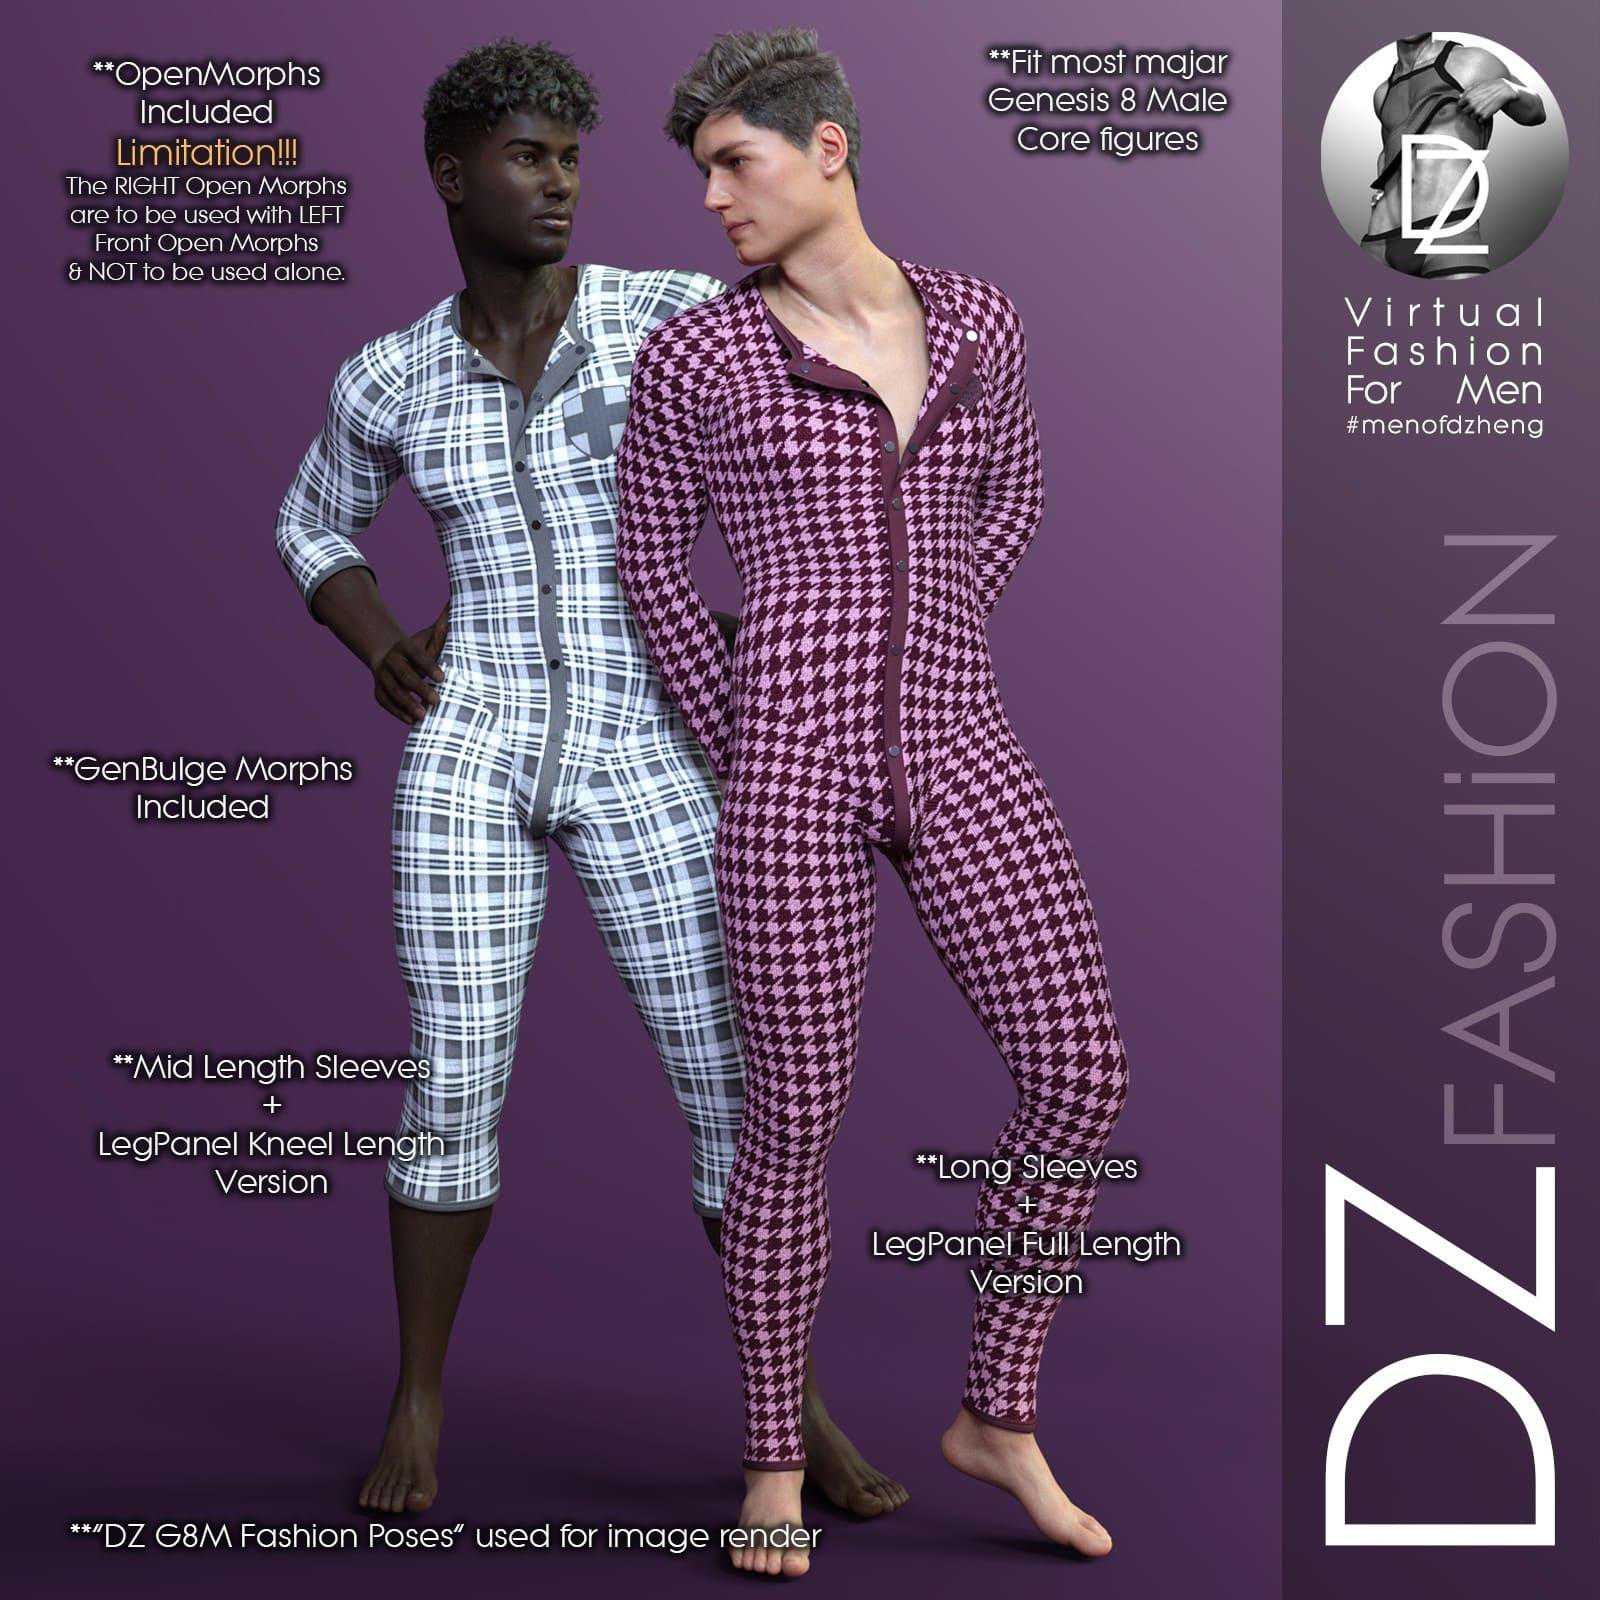 **OpenMorphs
Included
Limitation!!!
The RIGHT Open Morphs
are to be used with LEFT
Front Open Morphs
& NOT to be used alone.
**Fit most majar
Genesis 8 Male
Core figures
DZ
Virtual
Fashion
For Men
#menofdzheng
**GenBulge Morphs
Included
**Mid Length Sleeves
+
LegPanel Kneel Length
Version
**Long Sleeves
+
LegPanel Full Length
Version
**"DZ G8M Fashion Poses" used for image render
DZ FASHiON